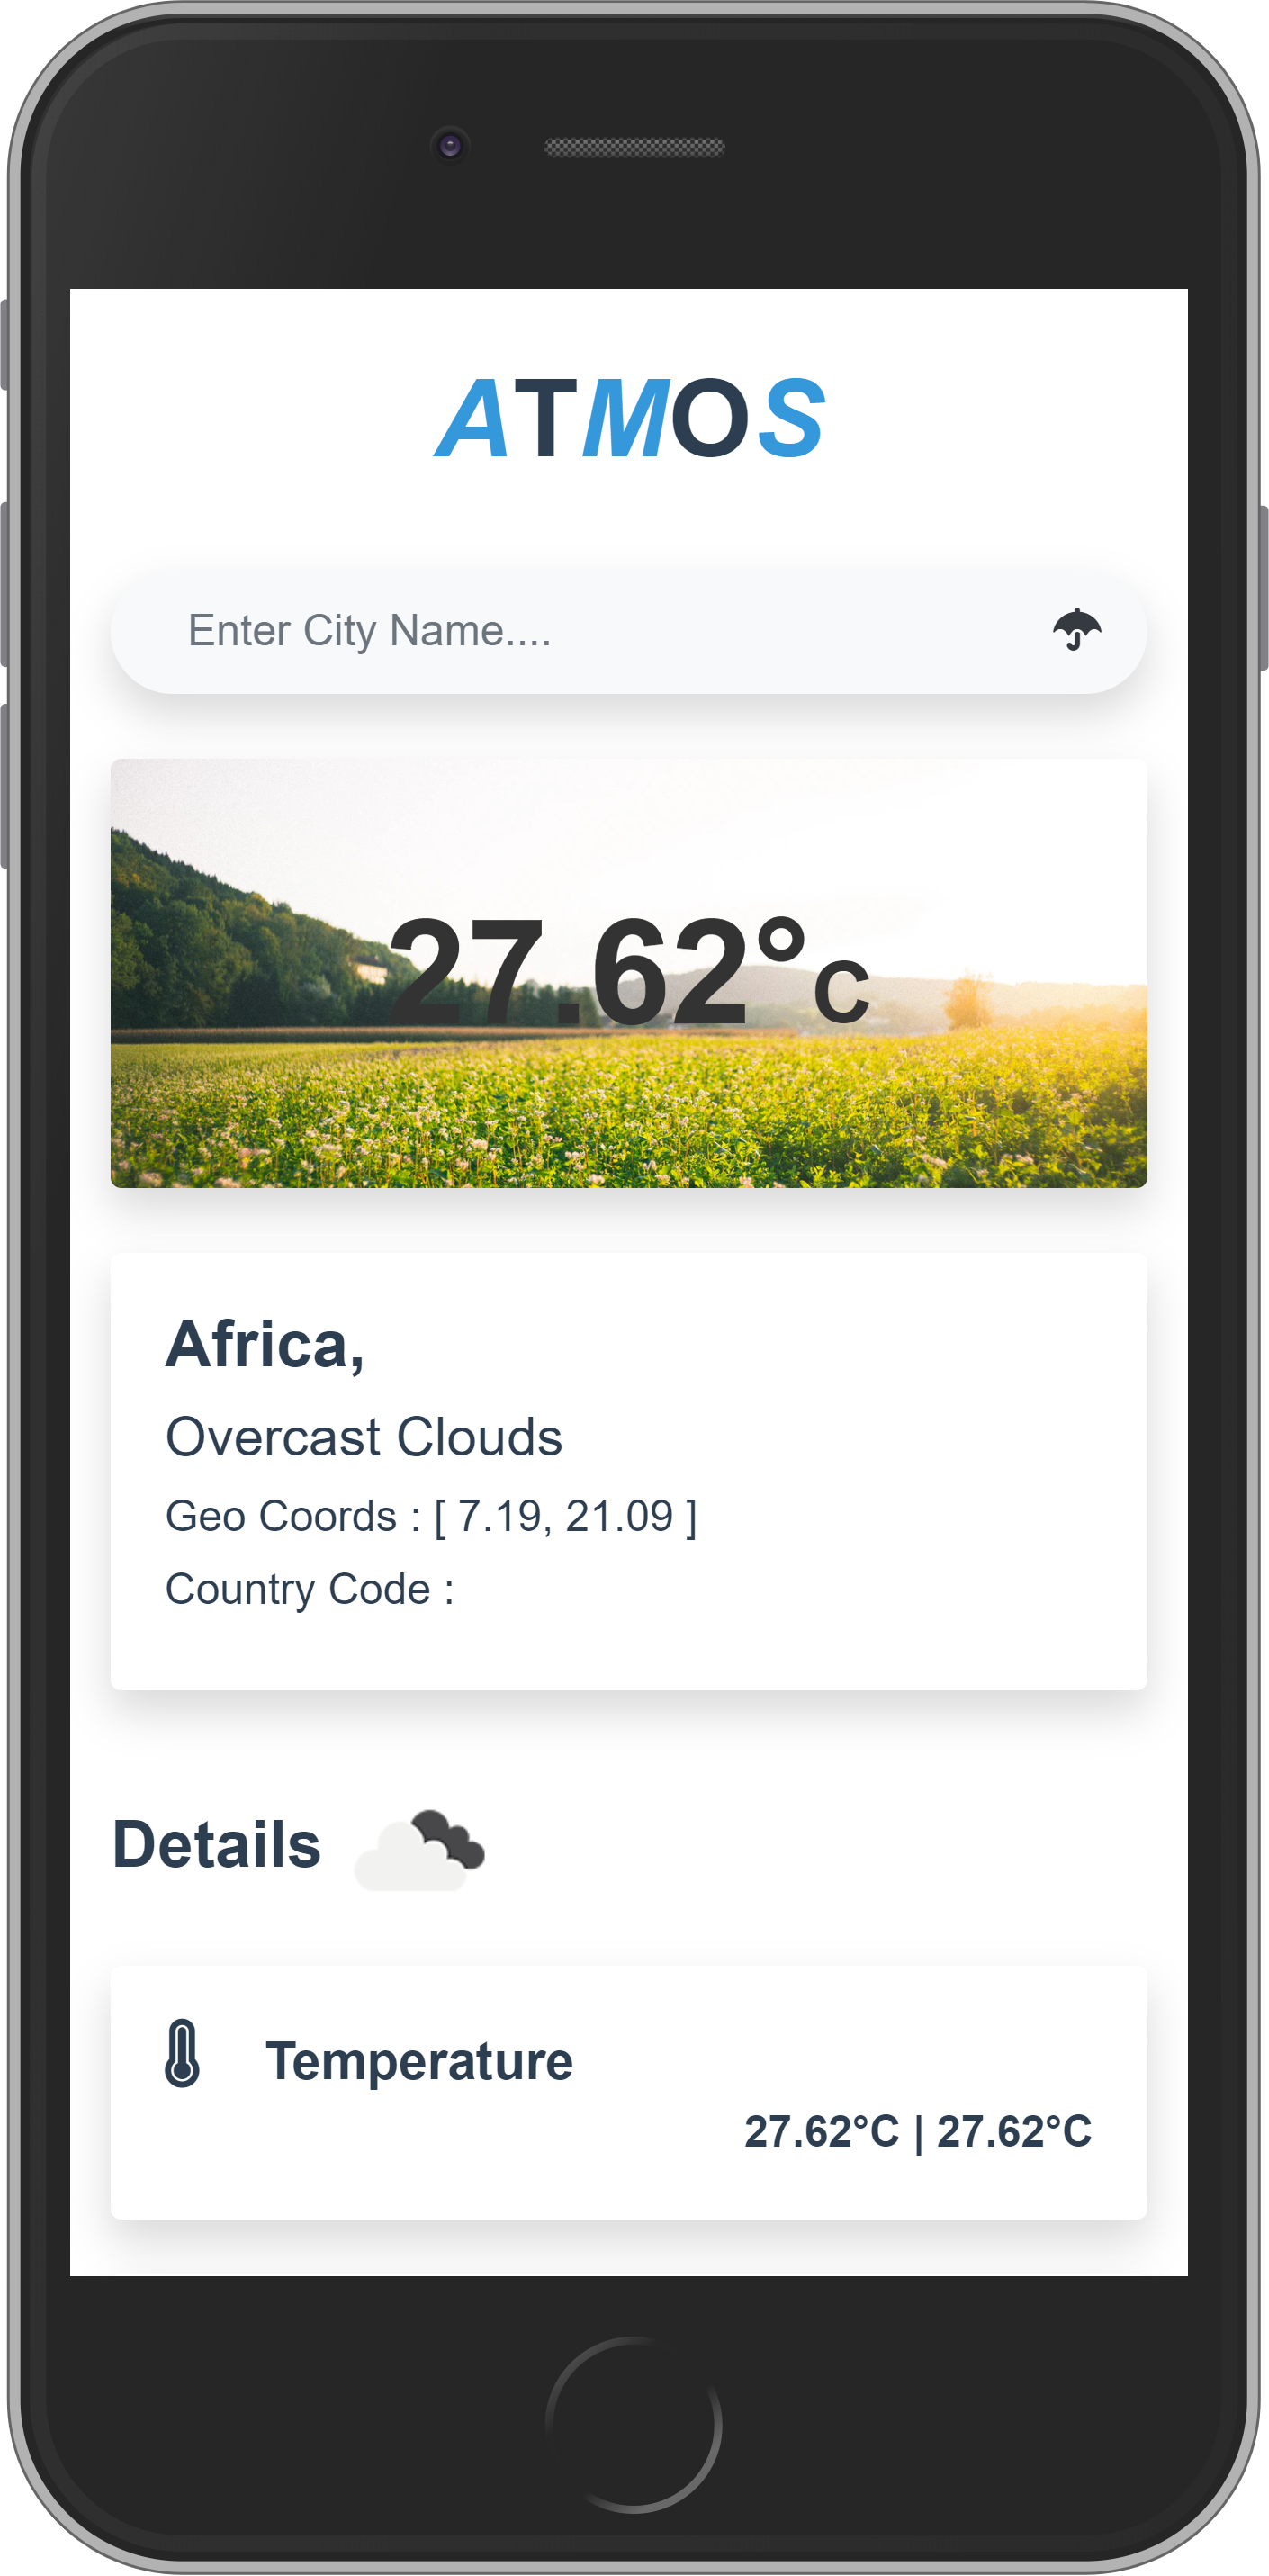 ATMOS
Enter City Name....
27.62°C
Africa,
Overcast Clouds
Geo Coords : [ 7.19, 21.09 ]
Country Code :
Details
Temperature
27.62°C | 27.62°C